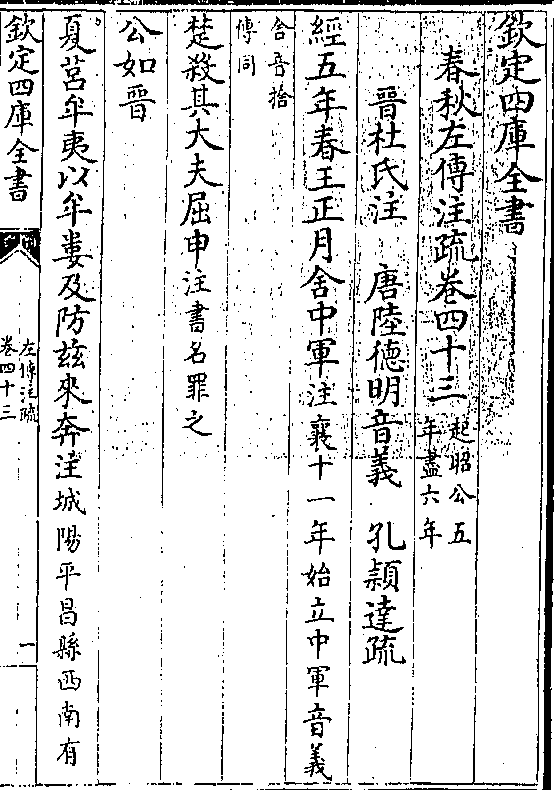 欽定四庫全書
春秋左傳注疏卷四十三
起昭公五
年盡六年
晉杜氏注 唐陸德明音義 孔穎達疏
經五年春王正月舍中軍注襄十一年始立中軍音義
舍音捨
傳同
楚殺其大夫屈申注書名罪之
公如晉
夏莒牟夷以牟婁及防茲來奔注城陽平昌縣西南有
欽定四庫全書
左傳注疏
卷四十三
一